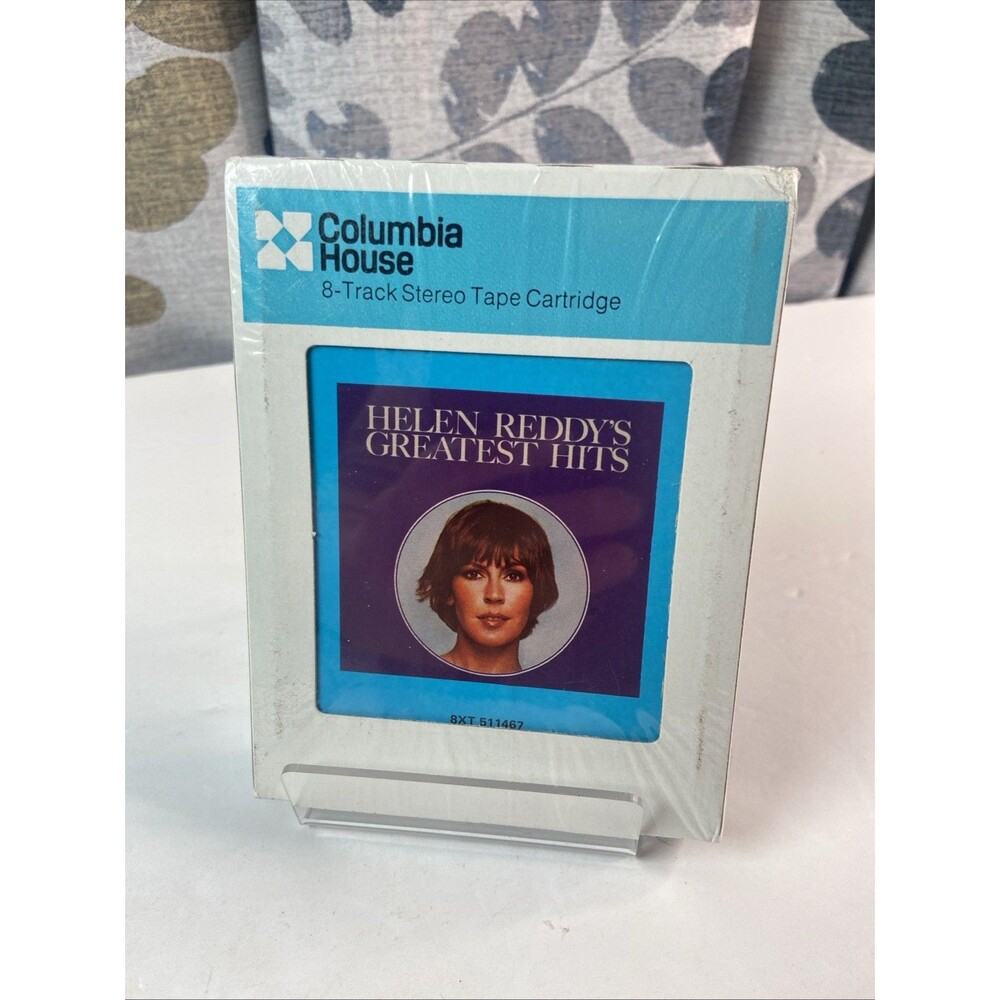 Columbia
House
8-Track Stereo Tape Cartridge
HELEN REDDY'S
GREATEST HITS
8XT 511467